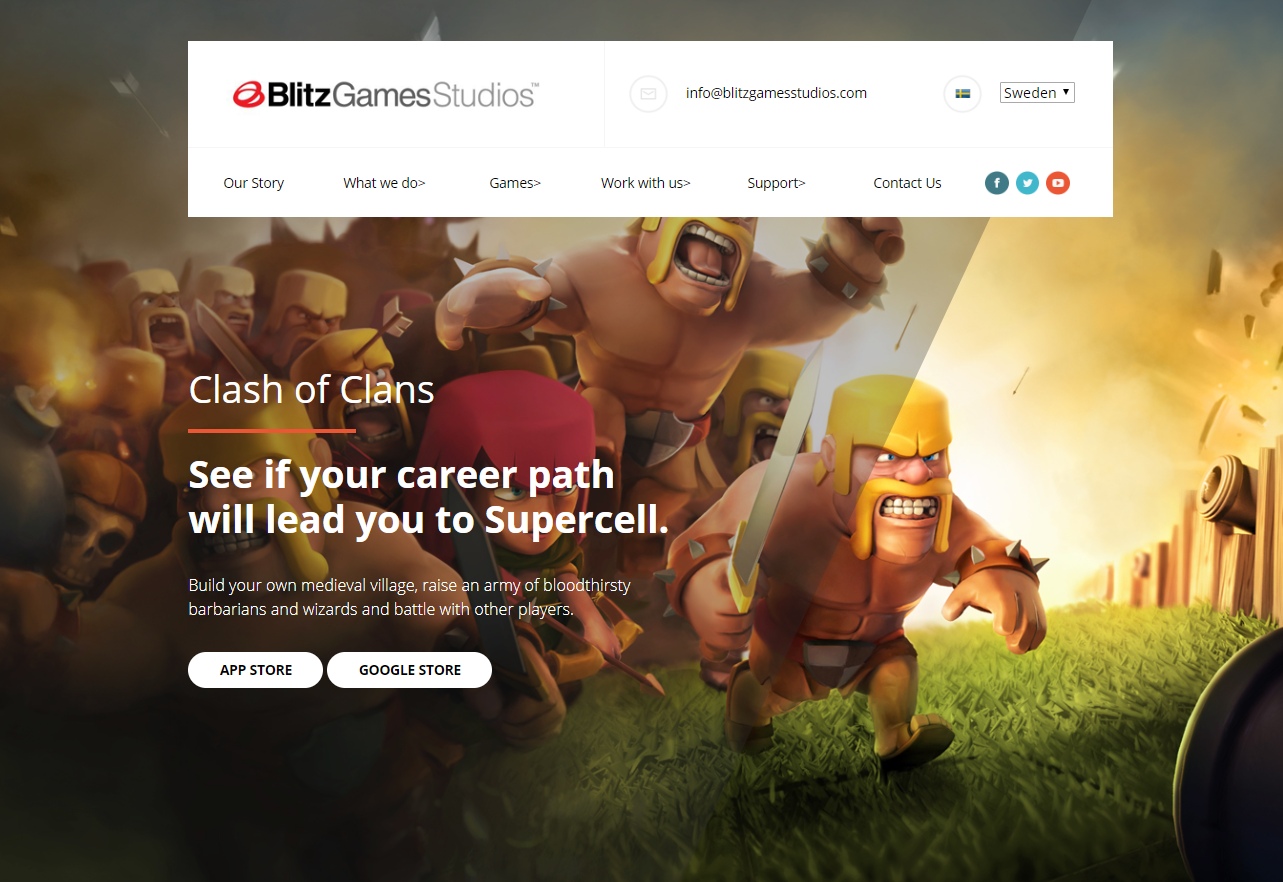 BlitzGamesStudios™
info@blitzgamesstudios.com
Sweden
Our Story
What we do>
Games>
Work with us>
Support>
Contact Us
Clash of Clans
See if your career path
will lead you to Supercell.
Build your own medieval village, raise an army of bloodthirsty
barbarians and wizards and battle with other players.
APP STORE
GOOGLE STORE